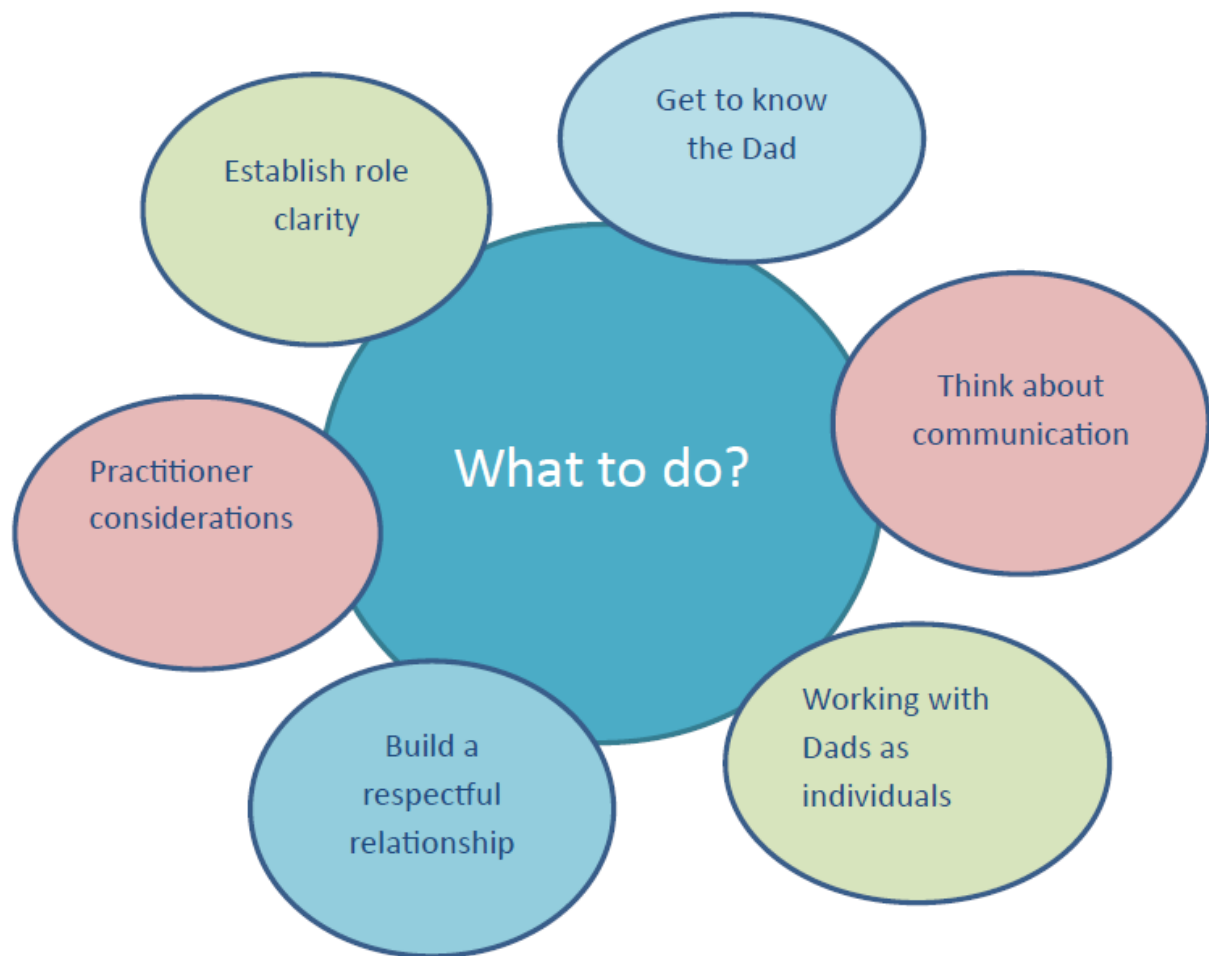 What to do?
Get to know
the Dad
Think about
communication
Working with
Dads as
individuals
Build a
respectful
relationship
Practitioner
considerations
Establish role
clarity